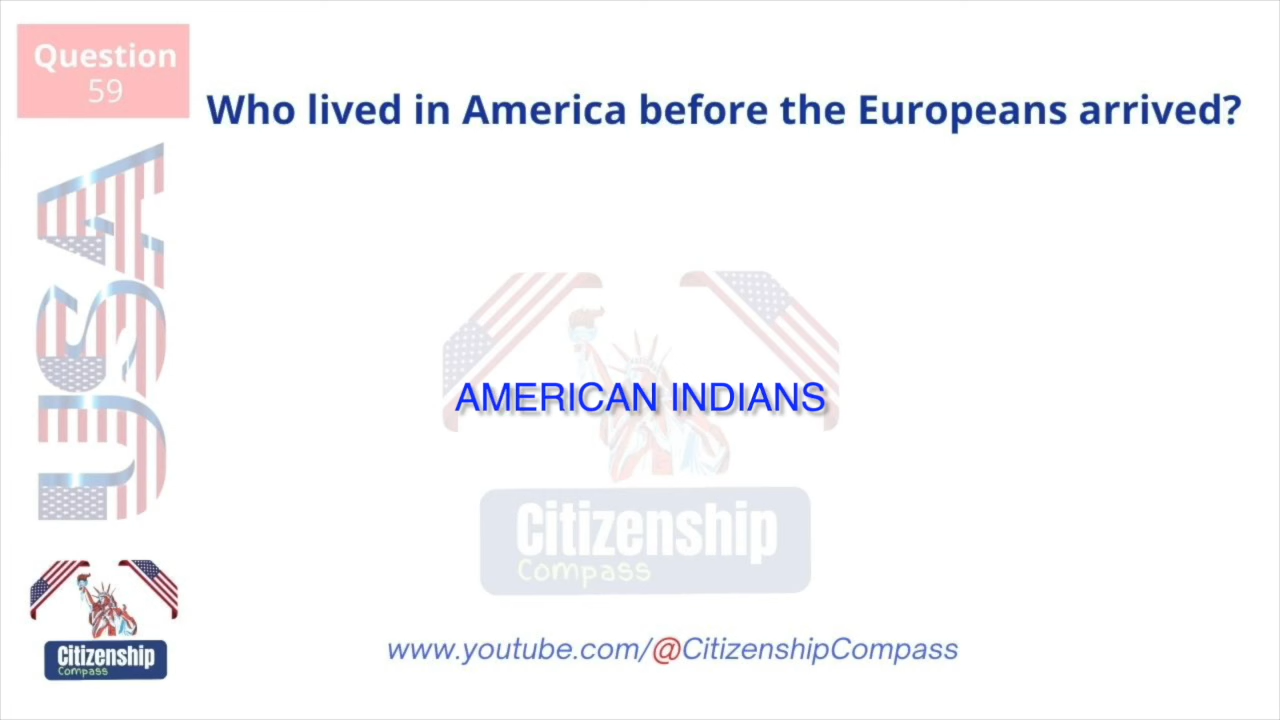 Question
59
Who lived in America before the Europeans arrived?
USA
AMERICAN INDIANS
Citizenship
Compass
www.youtube.com/@CitizenshipCompass
Citizenship
Compass